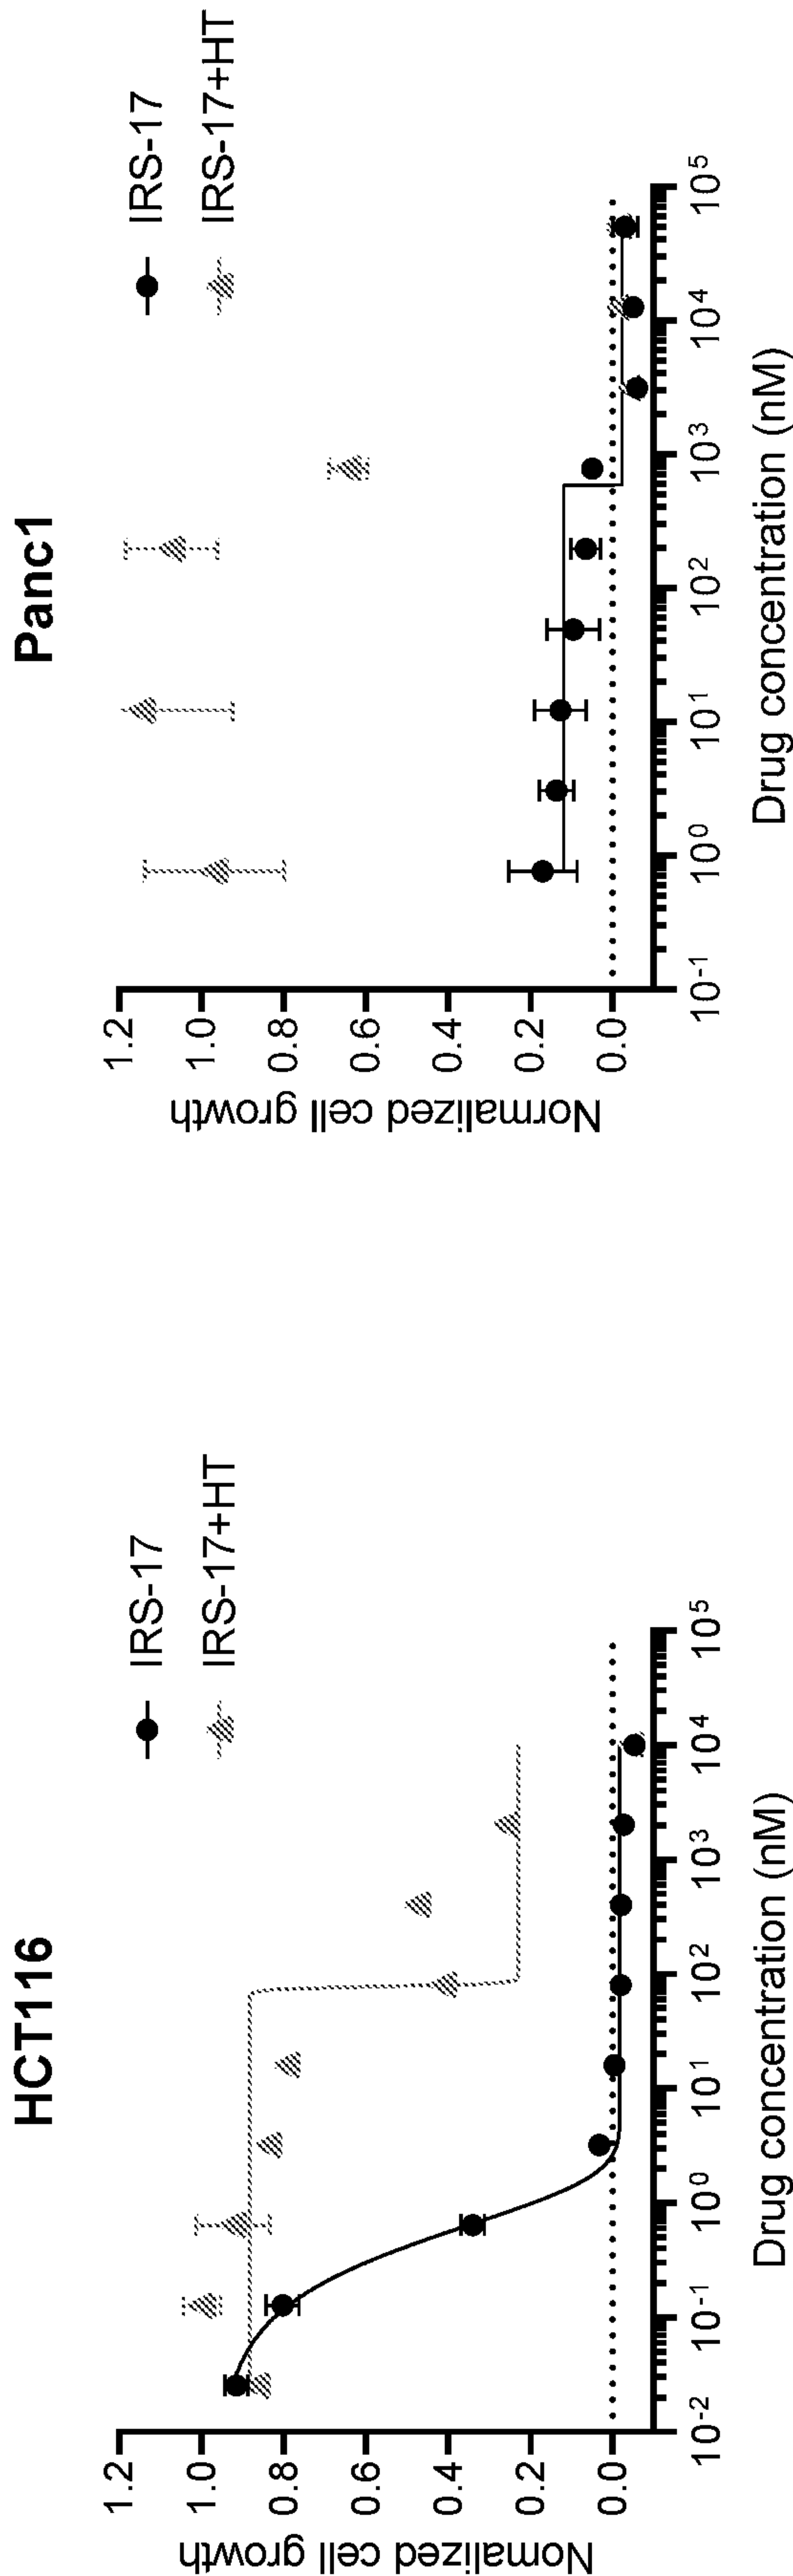 HCT116
IRS-17
IRS-17+HT
Normalized cell growth
1.2
1.0
0.8
0.6
0.4
0.2
0.0
10-2 10-1 100 101 102 103 104 105
Drug concentration (nM)
Panc1
IRS-17
IRS-17+HT
Normalized cell growth
1.2
1.0
0.8
0.6
0.4
0.2
0.0
10-1 100 101 102 103 104 105
Drug concentration (nM)